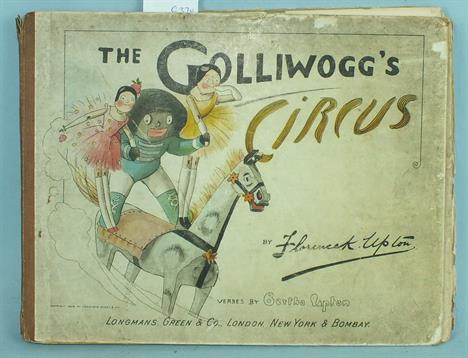 THE GOLLIWOGG'S
CIRCUS
BY Florence K. Upton
VERSES BY Bertha Upton
LONGMANS, GREEN & CO., LONDON NEW YORK & BOMBAY.